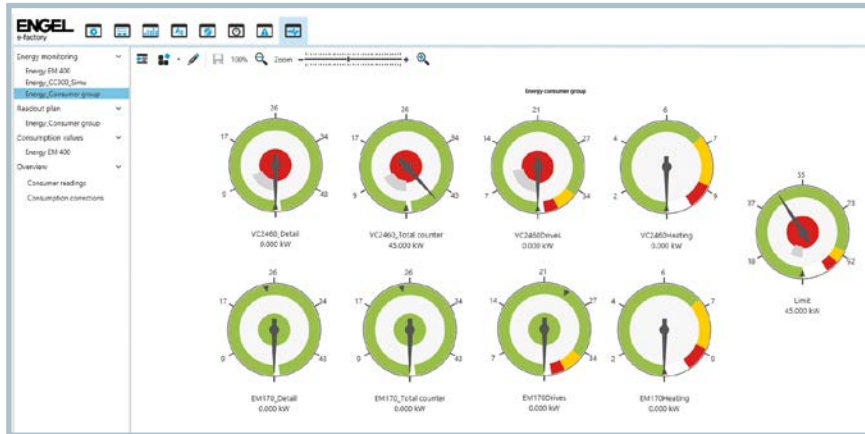 ENGEL
e-factory
Energy monitoring
Energy EM 400
Energy_CC300_Simu
Energy_Consumer group
Readout plan
Energy_Consumer group
Consumption values
Energy EM 400
Overview
Consumer readings
Consumption corrections
100% Zoom - +
Energy consumer group
26 17 34 9 43
VC2460_Detail
0.000 kW
26 17 34 9 43
VC2460_Total counter
45.000 kW
21 14 27 7 34
VC2460Drives
0.000 kW
6 4 7 2 9
VC2460Heating
0.000 kW
55 37 73 18 92
Limit
45.000 kW
26 17 34 9 43
EM170_Detail
0.000 kW
26 17 34 9 43
EM170_Total counter
0.000 kW
21 14 27 7 34
EM170Drives
0.000 kW
6 4 7 2 9
EM170Heating
0.000 kW